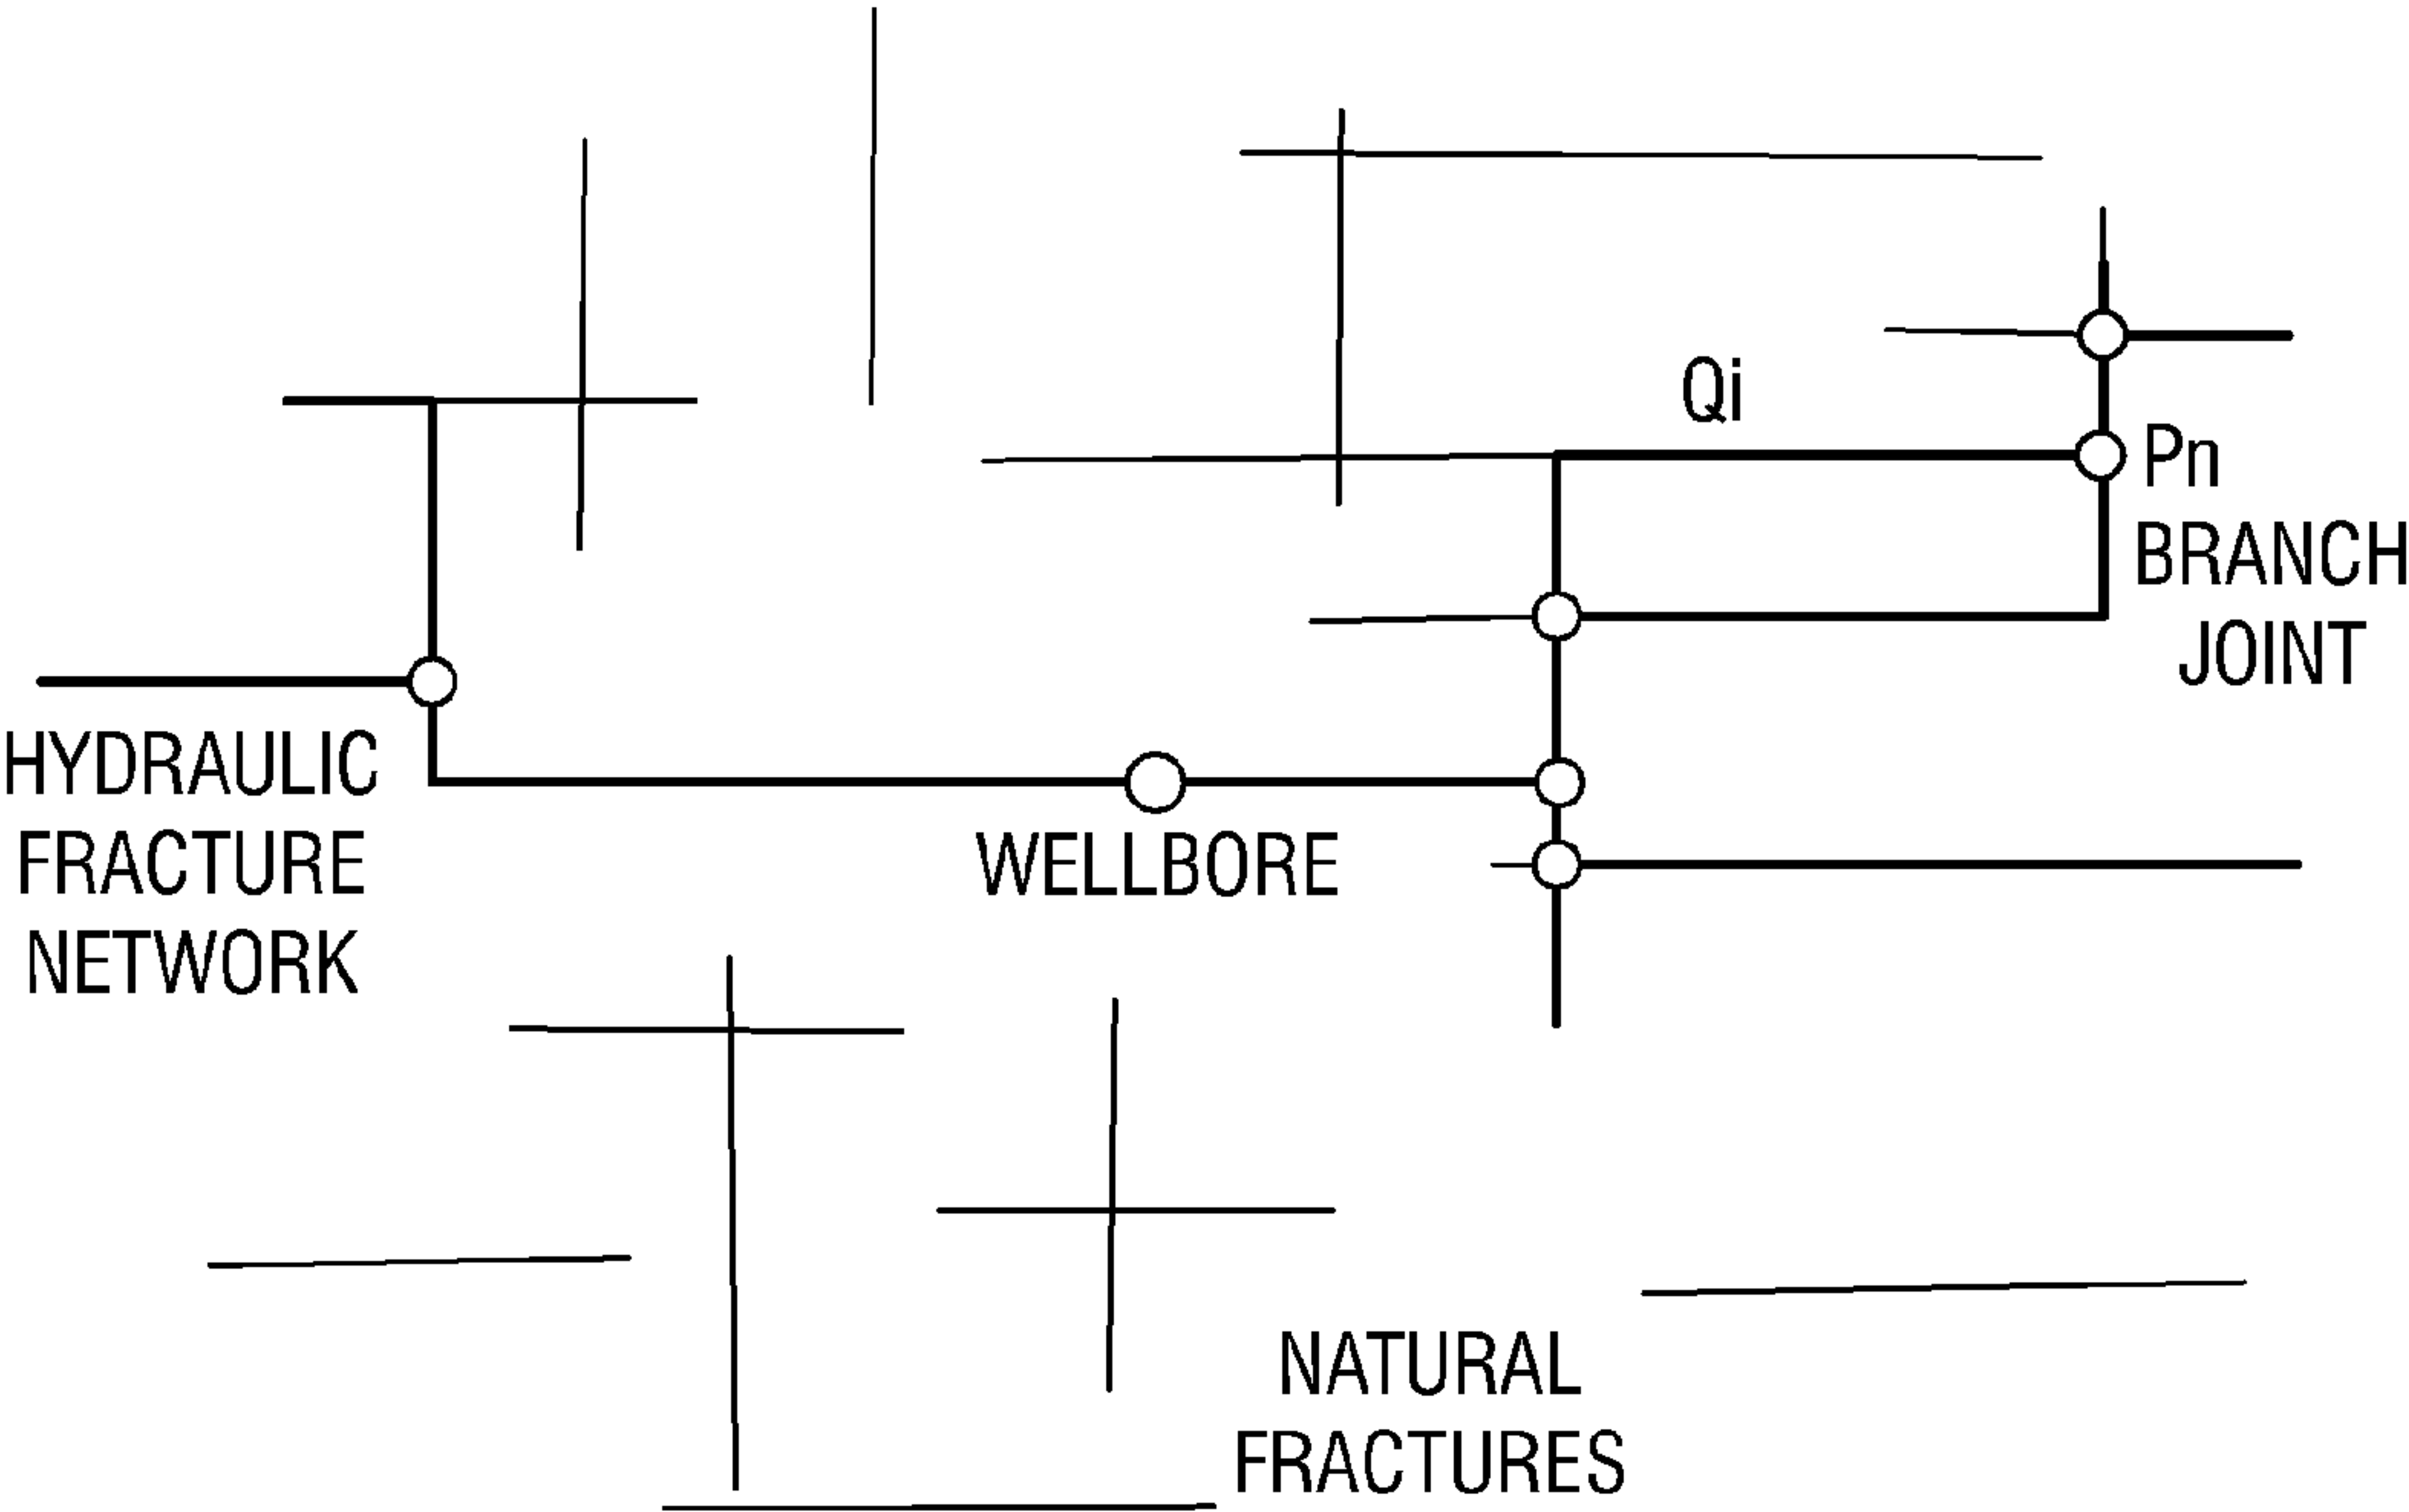 Qi
Pn
BRANCH
JOINT
HYDRAULIC
FRACTURE
NETWORK
WELLBORE
NATURAL
FRACTURES